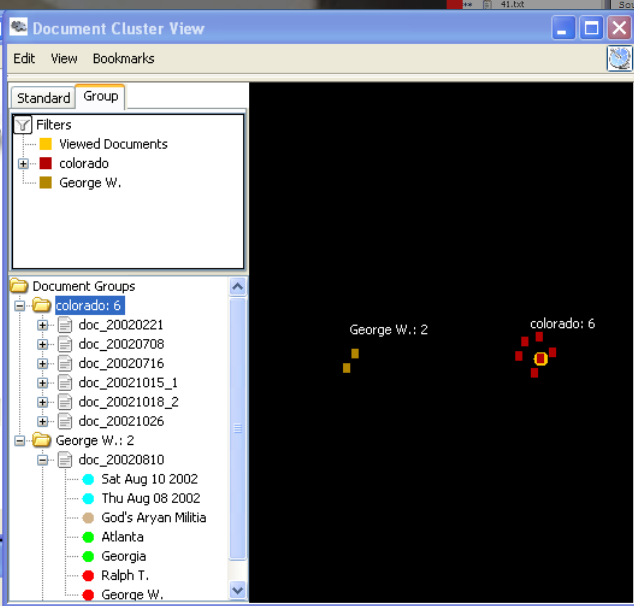 41.txt
Document Cluster View
Edit View Bookmarks
Standard Group
Filters
Viewed Documents
colorado
George W.
Document Groups
colorado: 6
doc_20020221
doc_20020708
doc_20020716
doc_20021015_1
doc_20021018_2
doc_20021026
George W.: 2
doc_20020810
Sat Aug 10 2002
Thu Aug 08 2002
God's Aryan Militia
Atlanta
Georgia
Ralph T.
George W.
George W.: 2
colorado: 6